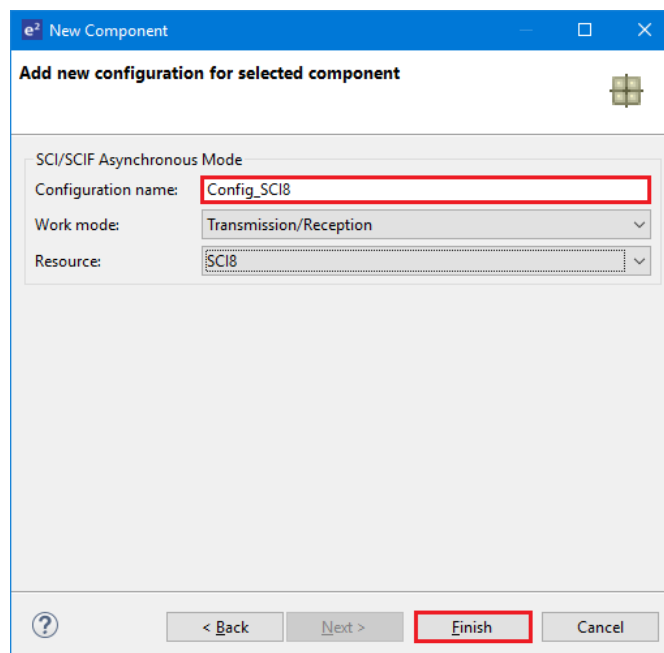 e² New Component
Add new configuration for selected component
SCI/SCIF Asynchronous Mode
Configuration name: Config_SCI8
Work mode: Transmission/Reception
Resource: SCI8
? < Back Next > Finish Cancel